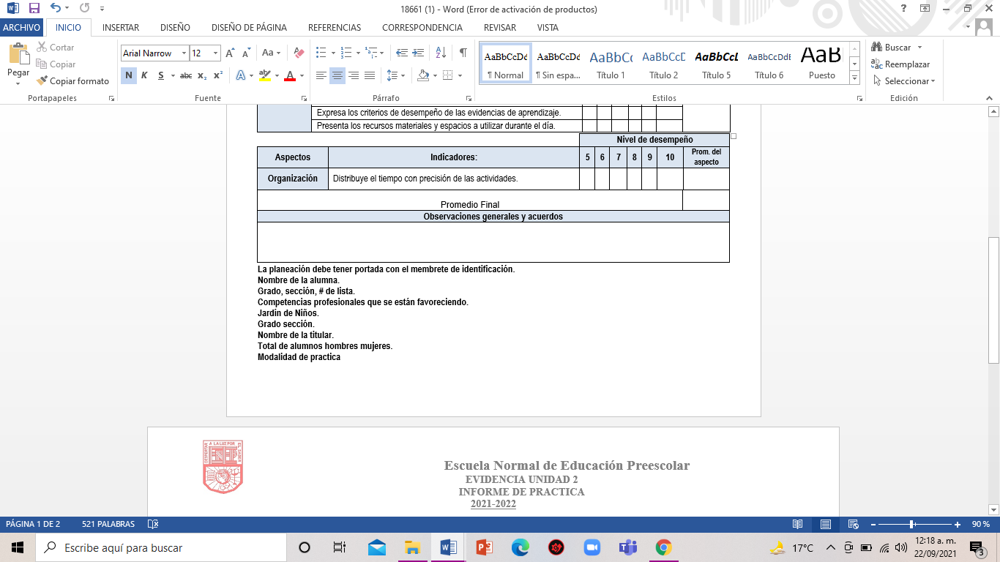 18661 (1) - Word (Error de activación de productos)
ARCHIVO INICIO INSERTAR DISEÑO DISEÑO DE PÁGINA REFERENCIAS CORRESPONDENCIA REVISAR VISTA
Pegar
Cortar
Copiar
Copiar formato
Portapapeles
Arial Narrow 12
Aa
N K S abc x₂ x²
A A
Fuente
Párrafo
AaBbCcDd AaBbCcDd AaBbCc AaBbCcD AaBbCcL AaBbCcDdE AaB
¶ Normal ¶ Sin espa... Título 1 Título 2 Título 5 Título 6 Puesto
Estilos
Buscar
Reemplazar
Seleccionar
Edición
Expresa los criterios de desempeño de las evidencias de aprendizaje.
Presenta los recursos materiales y espacios a utilizar durante el día.
Nivel de desempeño
Aspectos Indicadores: 5 6 7 8 9 10 Prom. del
aspecto
Organización Distribuye el tiempo con precisión de las actividades.
Promedio Final
Observaciones generales y acuerdos
La planeación debe tener portada con el membrete de identificación.
Nombre de la alumna.
Grado, sección, # de lista.
Competencias profesionales que se están favoreciendo.
Jardín de Niños.
Grado sección.
Nombre de la titular.
Total de alumnos hombres mujeres.
Modalidad de practica
DESPERTAR A LA LUZ POR EL SABER
Escuela Normal de Educación Preescolar
EVIDENCIA UNIDAD 2
INFORME DE PRACTICA
2021-2022
PÁGINA 1 DE 2 521 PALABRAS 90 %
Escribe aquí para buscar
17°C
12:18 a. m.
22/09/2021
3